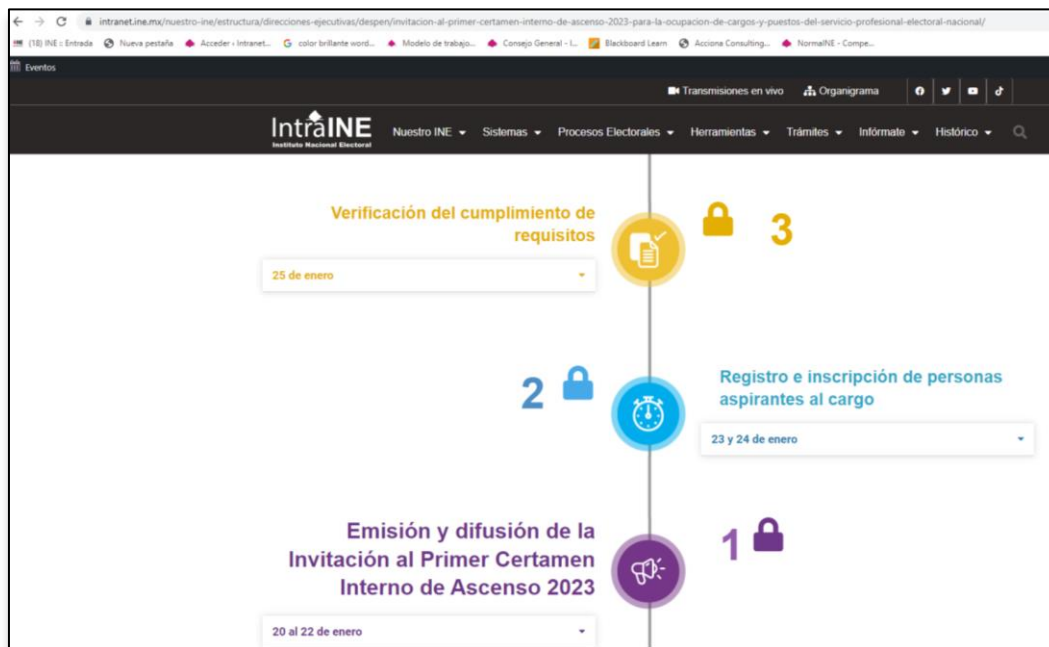 intranet.ine.mx/nuestro-ine/estructura/direcciones-ejecutivas/despen/invitacion-al-primer-certamen-interno-de-ascenso-2023-para-la-ocupacion-de-cargos-y-puestos-del-servicio-profesional-electoral-nacional/
(18) INE :: Entrada Nueva pestaña Acceder ‹ Intranet... color brillante word... Modelo de trabajo... Consejo General - I... Blackboard Learn Acciona Consulting... NormaINE - Compe...
Eventos
Transmisiones en vivo Organigrama
IntraINE
Instituto Nacional Electoral
Nuestro INE Sistemas Procesos Electorales Herramientas Trámites Infórmate Histórico
Verificación del cumplimiento de
requisitos
3
25 de enero
2
Registro e inscripción de personas
aspirantes al cargo
23 y 24 de enero
Emisión y difusión de la
Invitación al Primer Certamen
Interno de Ascenso 2023
1
20 al 22 de enero